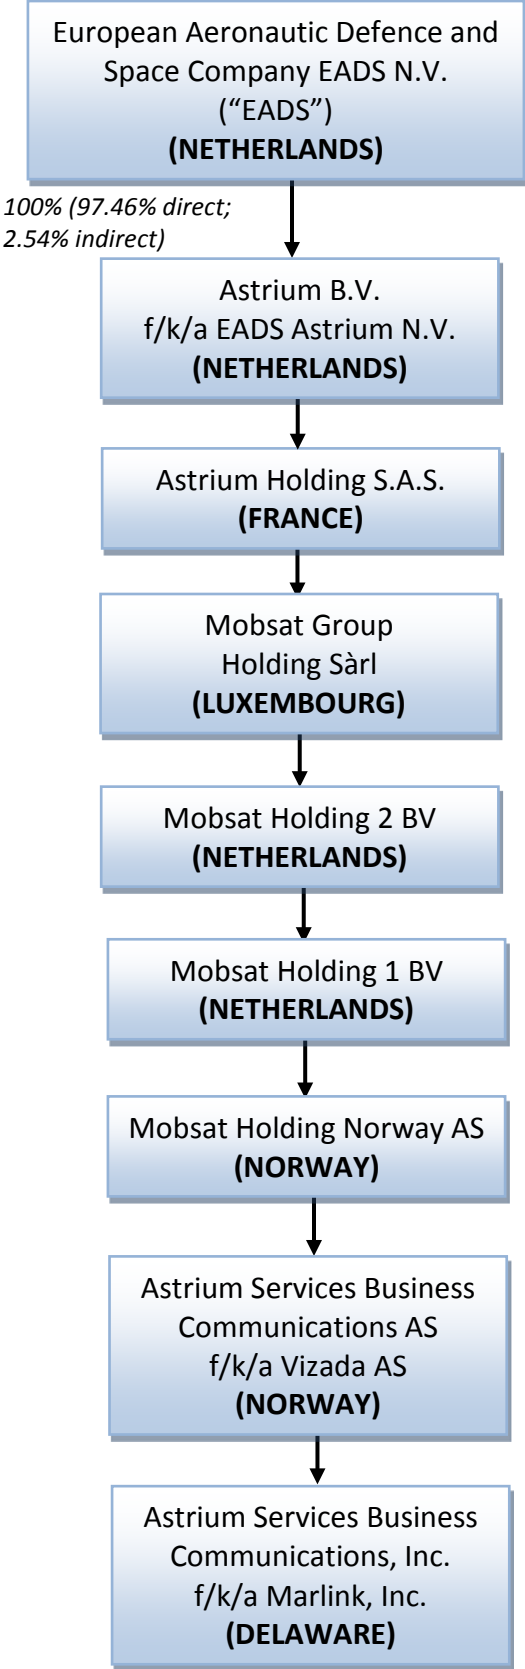 European Aeronautic Defence and
Space Company EADS N.V.
(“EADS”)
(NETHERLANDS)
100% (97.46% direct;
2.54% indirect)
Astrium B.V.
f/k/a EADS Astrium N.V.
(NETHERLANDS)
Astrium Holding S.A.S.
(FRANCE)
Mobsat Group
Holding Sàrl
(LUXEMBOURG)
Mobsat Holding 2 BV
(NETHERLANDS)
Mobsat Holding 1 BV
(NETHERLANDS)
Mobsat Holding Norway AS
(NORWAY)
Astrium Services Business
Communications AS
f/k/a Vizada AS
(NORWAY)
Astrium Services Business
Communications, Inc.
f/k/a Marlink, Inc.
(DELAWARE)